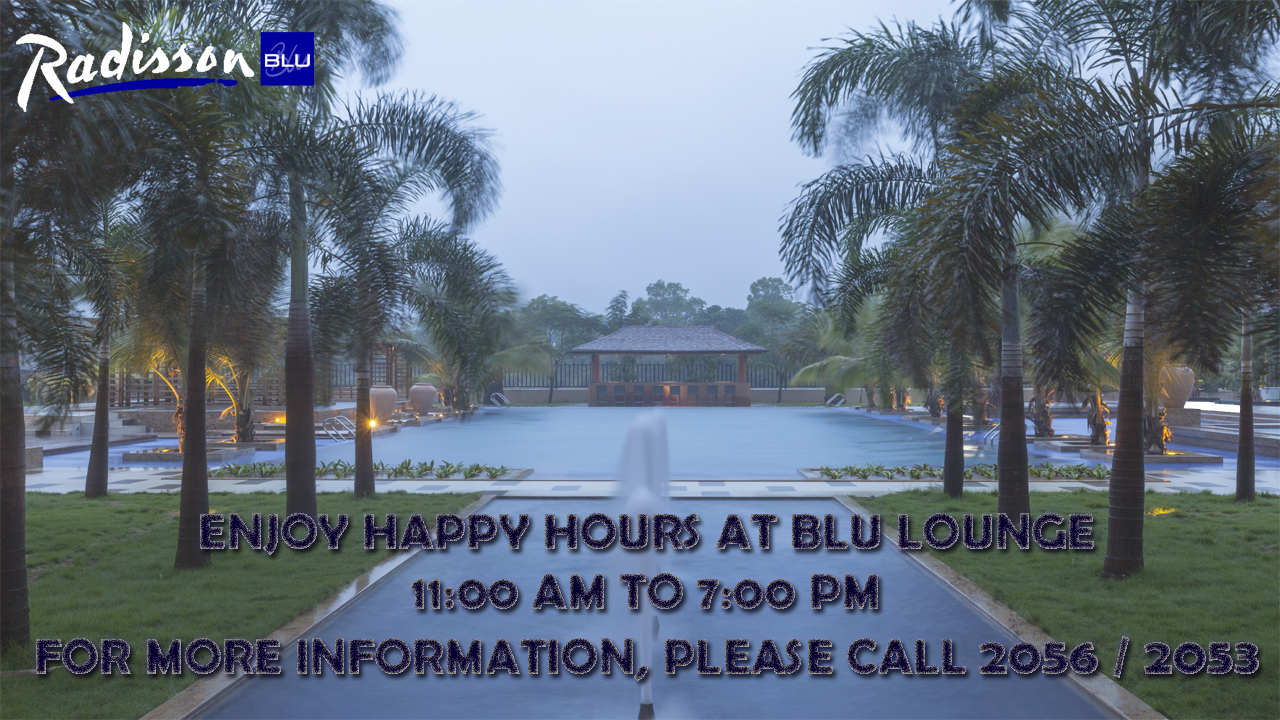 Radisson BLU
ENJOY HAPPY HOURS AT BLU LOUNGE
11:00 AM TO 7:00 PM
FOR MORE INFORMATION, PLEASE CALL 2056 / 2053